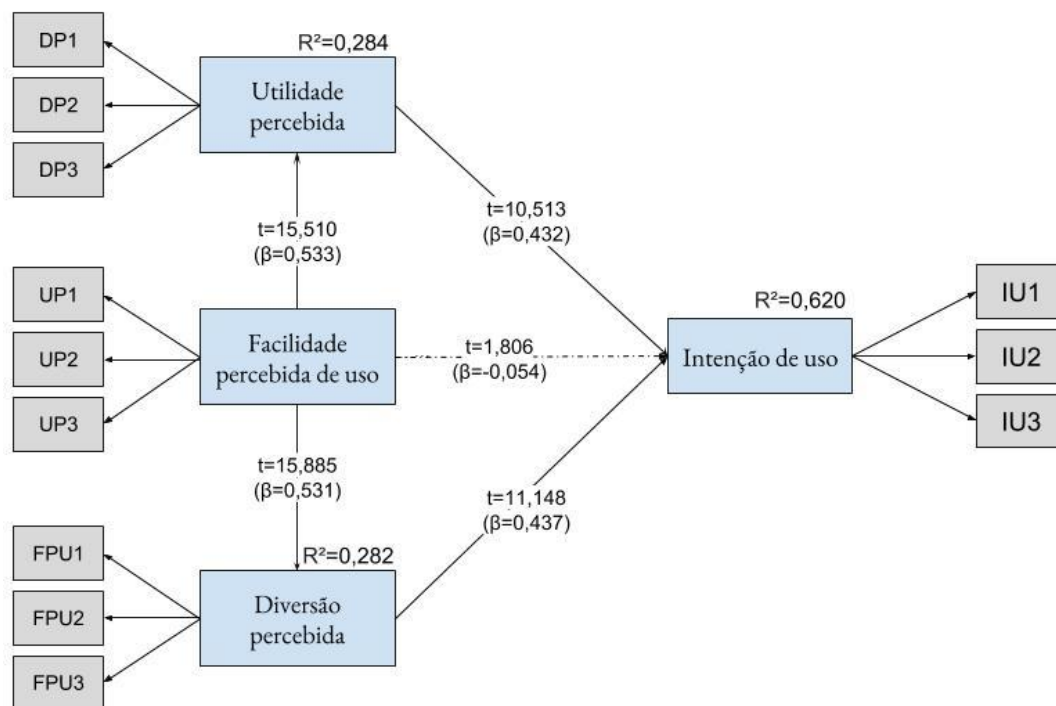 DP1
DP2
DP3
R²=0,284
Utilidade
percebida
t=15,510
(β=0,533)
t=10,513
(β=0,432)
UP1
UP2
UP3
Facilidade
percebida de uso
t=1,806
(β=-0,054)
R²=0,620
Intenção de uso
IU1
IU2
IU3
t=15,885
(β=0,531)
t=11,148
(β=0,437)
FPU1
FPU2
FPU3
R²=0,282
Diversão
percebida